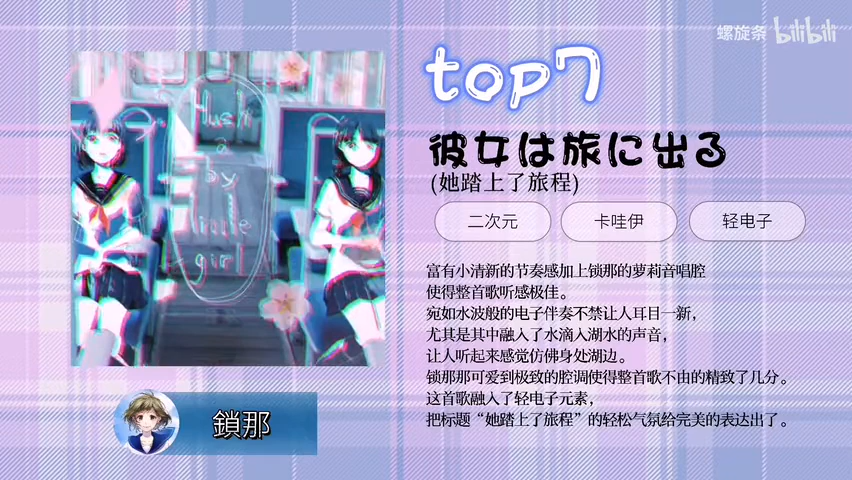 螺旋条 bilibili
top7
Hush
a
by
little
girl
彼女は旅に出る
(她踏上了旅程)
二次元 卡哇伊 轻电子
富有小清新的节奏感加上锁那的萝莉音唱腔
使得整首歌听感极佳。
宛如水波般的电子伴奏不禁让人耳目一新，
尤其是其中融入了水滴入湖水的声音，
让人听起来感觉仿佛身处湖边。
锁那那可爱到极致的腔调使得整首歌不由的精致了几分。
这首歌融入了轻电子元素，
把标题“她踏上了旅程”的轻松气氛给完美的表达出了。
鎖那